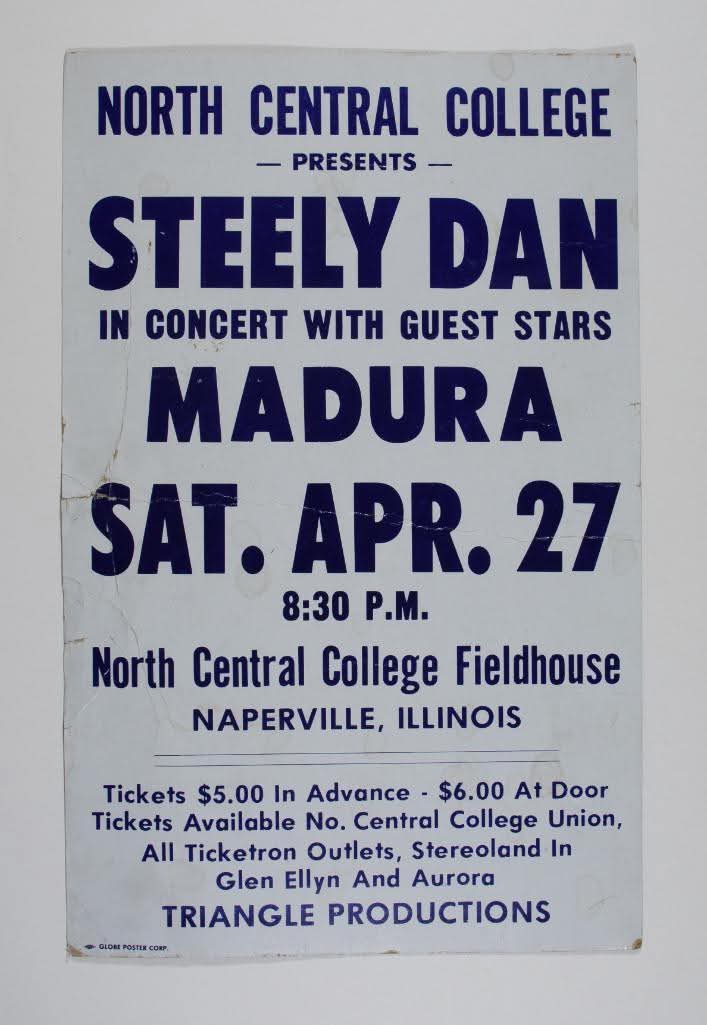 NORTH CENTRAL COLLEGE
— PRESENTS —
STEELY DAN
IN CONCERT WITH GUEST STARS
MADURA
SAT. APR. 27
8:30 P.M.
North Central College Fieldhouse
NAPERVILLE, ILLINOIS
Tickets $5.00 In Advance - $6.00 At Door
Tickets Available No. Central College Union,
All Ticketron Outlets, Stereoland In
Glen Ellyn And Aurora
TRIANGLE PRODUCTIONS
GLOBE POSTER CORP.